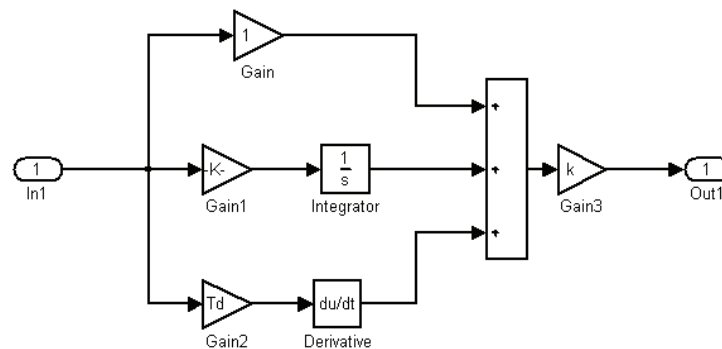 1
Gain
+
1
In1
-K-
Gain1
1
s
Integrator
+
k
Gain3
1
Out1
+
Td
Gain2
du/dt
Derivative